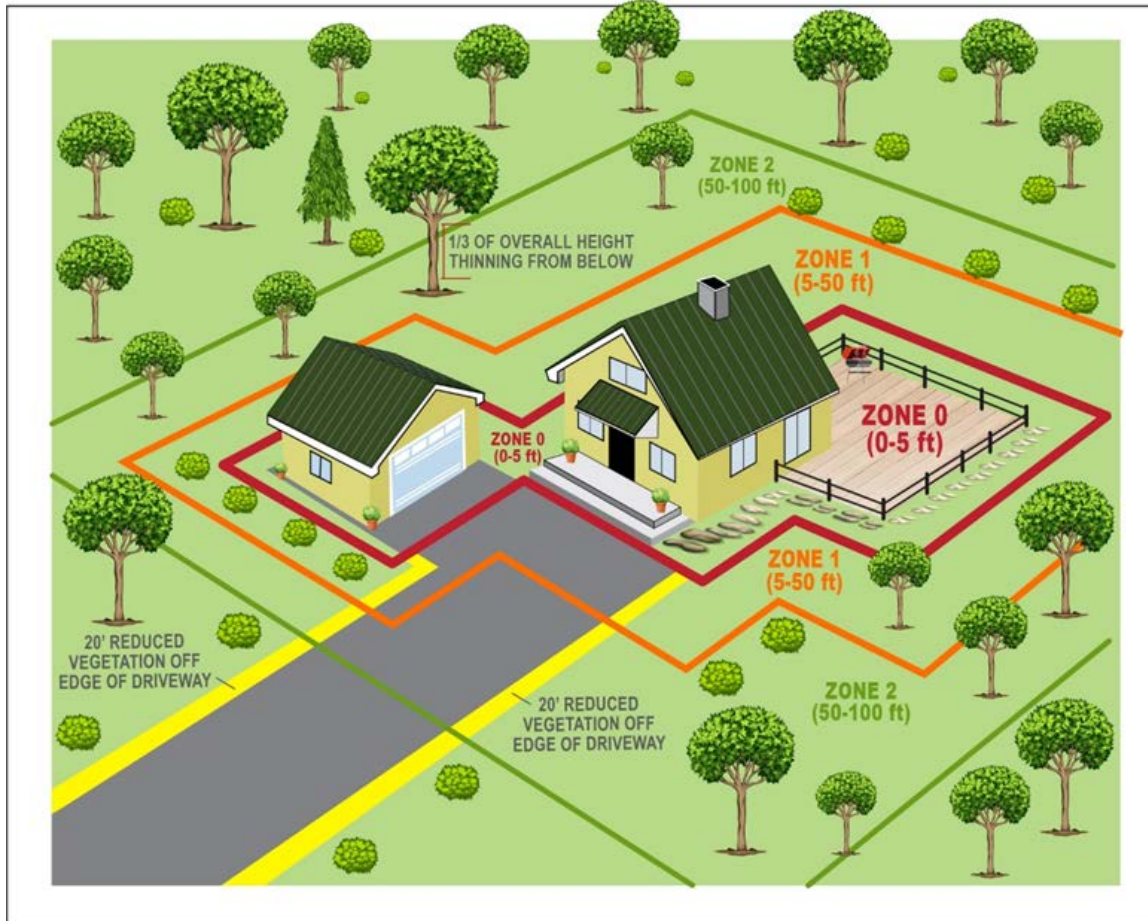 ZONE 2
(50-100 ft)
1/3 OF OVERALL HEIGHT
THINNING FROM BELOW
ZONE 1
(5-50 ft)
ZONE 0
(0-5 ft)
ZONE 0
(0-5 ft)
ZONE 1
(5-50 ft)
20' REDUCED
VEGETATION OFF
EDGE OF DRIVEWAY
20' REDUCED
VEGETATION OFF
EDGE OF DRIVEWAY
ZONE 2
(50-100 ft)